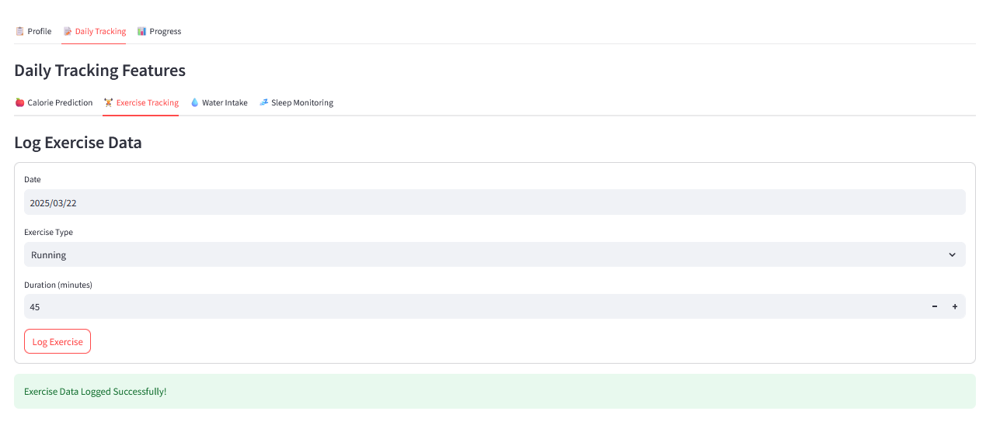 Profile Daily Tracking Progress
Daily Tracking Features
Calorie Prediction Exercise Tracking Water Intake Sleep Monitoring
Log Exercise Data
Date
2025/03/22
Exercise Type
Running
Duration (minutes)
45 − +
Log Exercise
Exercise Data Logged Successfully!